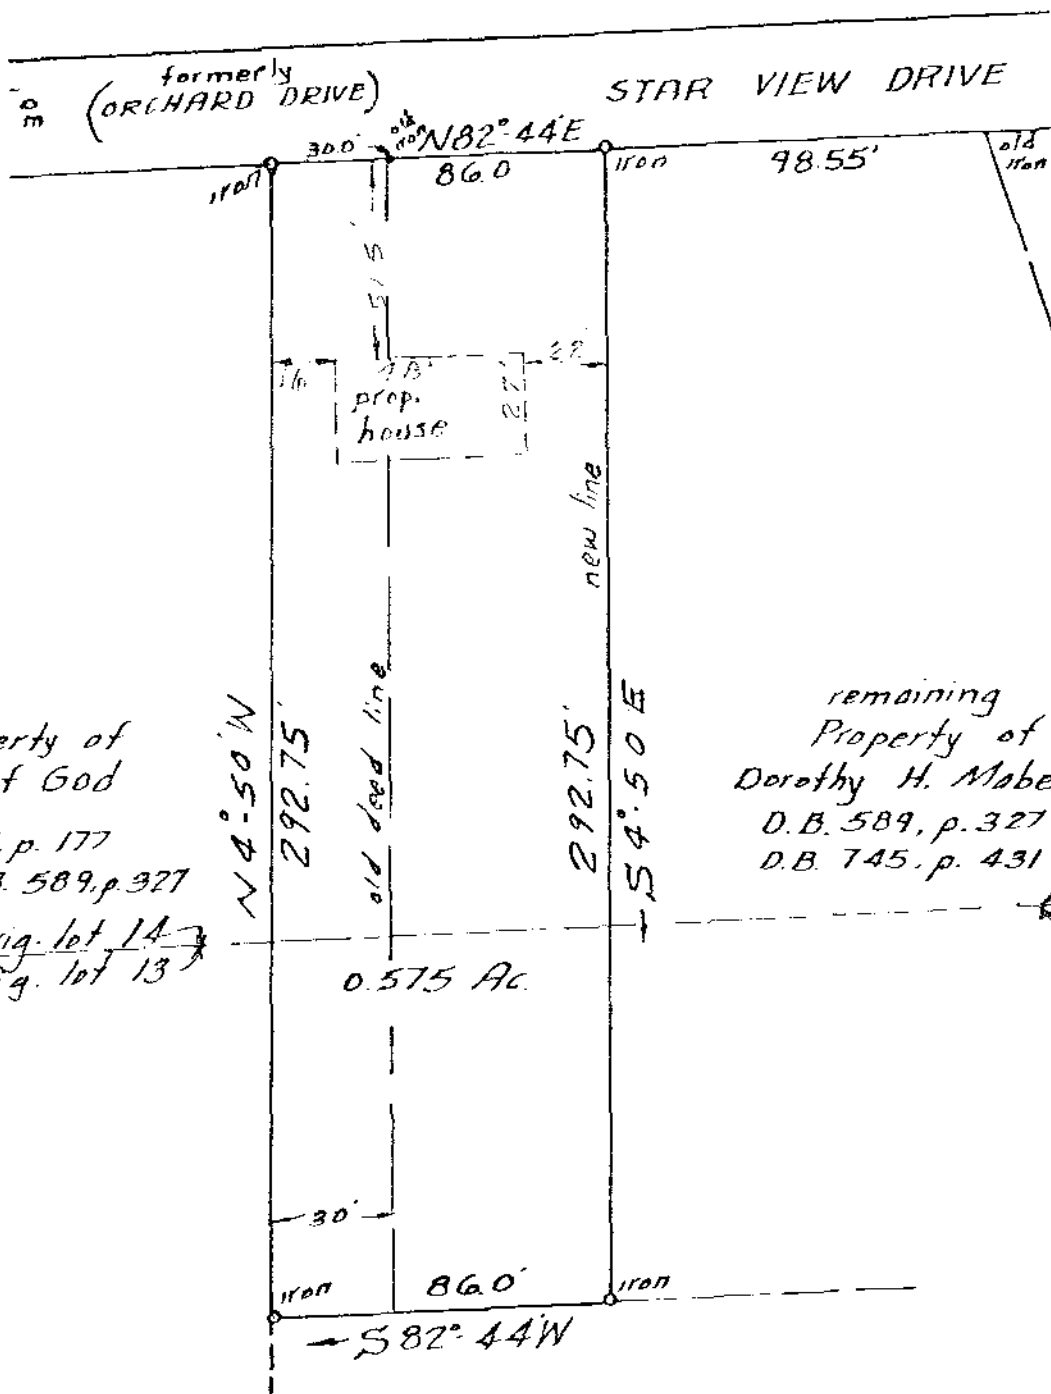 formerly
(ORCHARD DRIVE)
STAR VIEW DRIVE
30.0'
old
iron
N82°-44'E
86.0
iron
iron
98.55'
old
iron
51.5'
16
22'
prop.
house
22'
new line
old deed line
N4°-50'W
292.75'
292.75'
S4°-50 E
erty of
f God
p. 177
. 589, p. 327
ig. lot 14
g. lot 13
remaining
Property of
Dorothy H. Mabe
D.B. 589, p. 327
D.B. 745, p. 431
0.575 Ac.
30'
iron
86.0'
iron
S82°-44'W